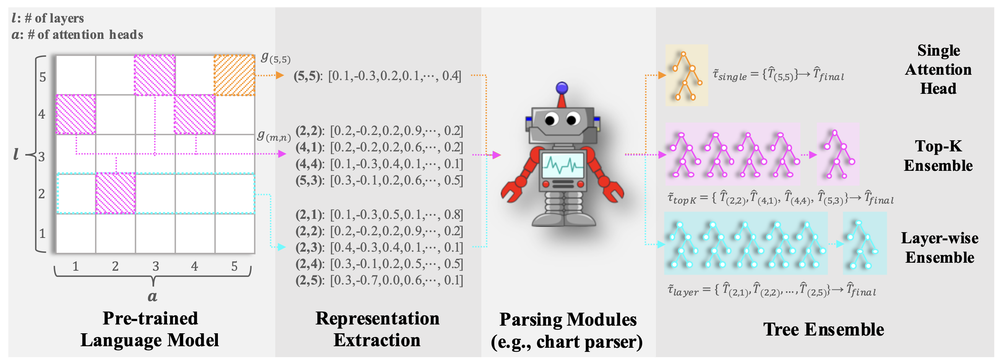 l: # of layers
a: # of attention heads
5
4
3
2
1
l
1 2 3 4 5
a
g(5,5)
g(m,n)
Pre-trained
Language Model
(5,5): [0.1,-0.3,0.2,0.1,⋯, 0.4]
(2,2): [0.2,-0.2,0.2,0.9,⋯, 0.2]
(4,1): [0.2,-0.2,0.2,0.6,⋯, 0.2]
(4,4): [0.1,-0.3,0.4,0.1,⋯, 0.1]
(5,3): [0.3,-0.1,0.2,0.6,⋯, 0.5]
(2,1): [0.1,-0.3,0.5,0.1,⋯, 0.8]
(2,2): [0.2,-0.2,0.2,0.9,⋯, 0.2]
(2,3): [0.4,-0.3,0.4,0.1,⋯, 0.1]
(2,4): [0.3,-0.1,0.2,0.5,⋯, 0.5]
(2,5): [0.3,-0.7,0.0,0.6,⋯, 0.1]
Representation
Extraction
Parsing Modules
(e.g., chart parser)
τ̃single = {T̂(5,5)}→ T̂final
Single
Attention
Head
Top-K
Ensemble
τ̃topK = { T̂(2,2), T̂(4,1), T̂(4,4), T̂(5,3)}→ T̂final
Layer-wise
Ensemble
τ̃layer = { T̂(2,1), T̂(2,2), …, T̂(2,5)}→ T̂final
Tree Ensemble